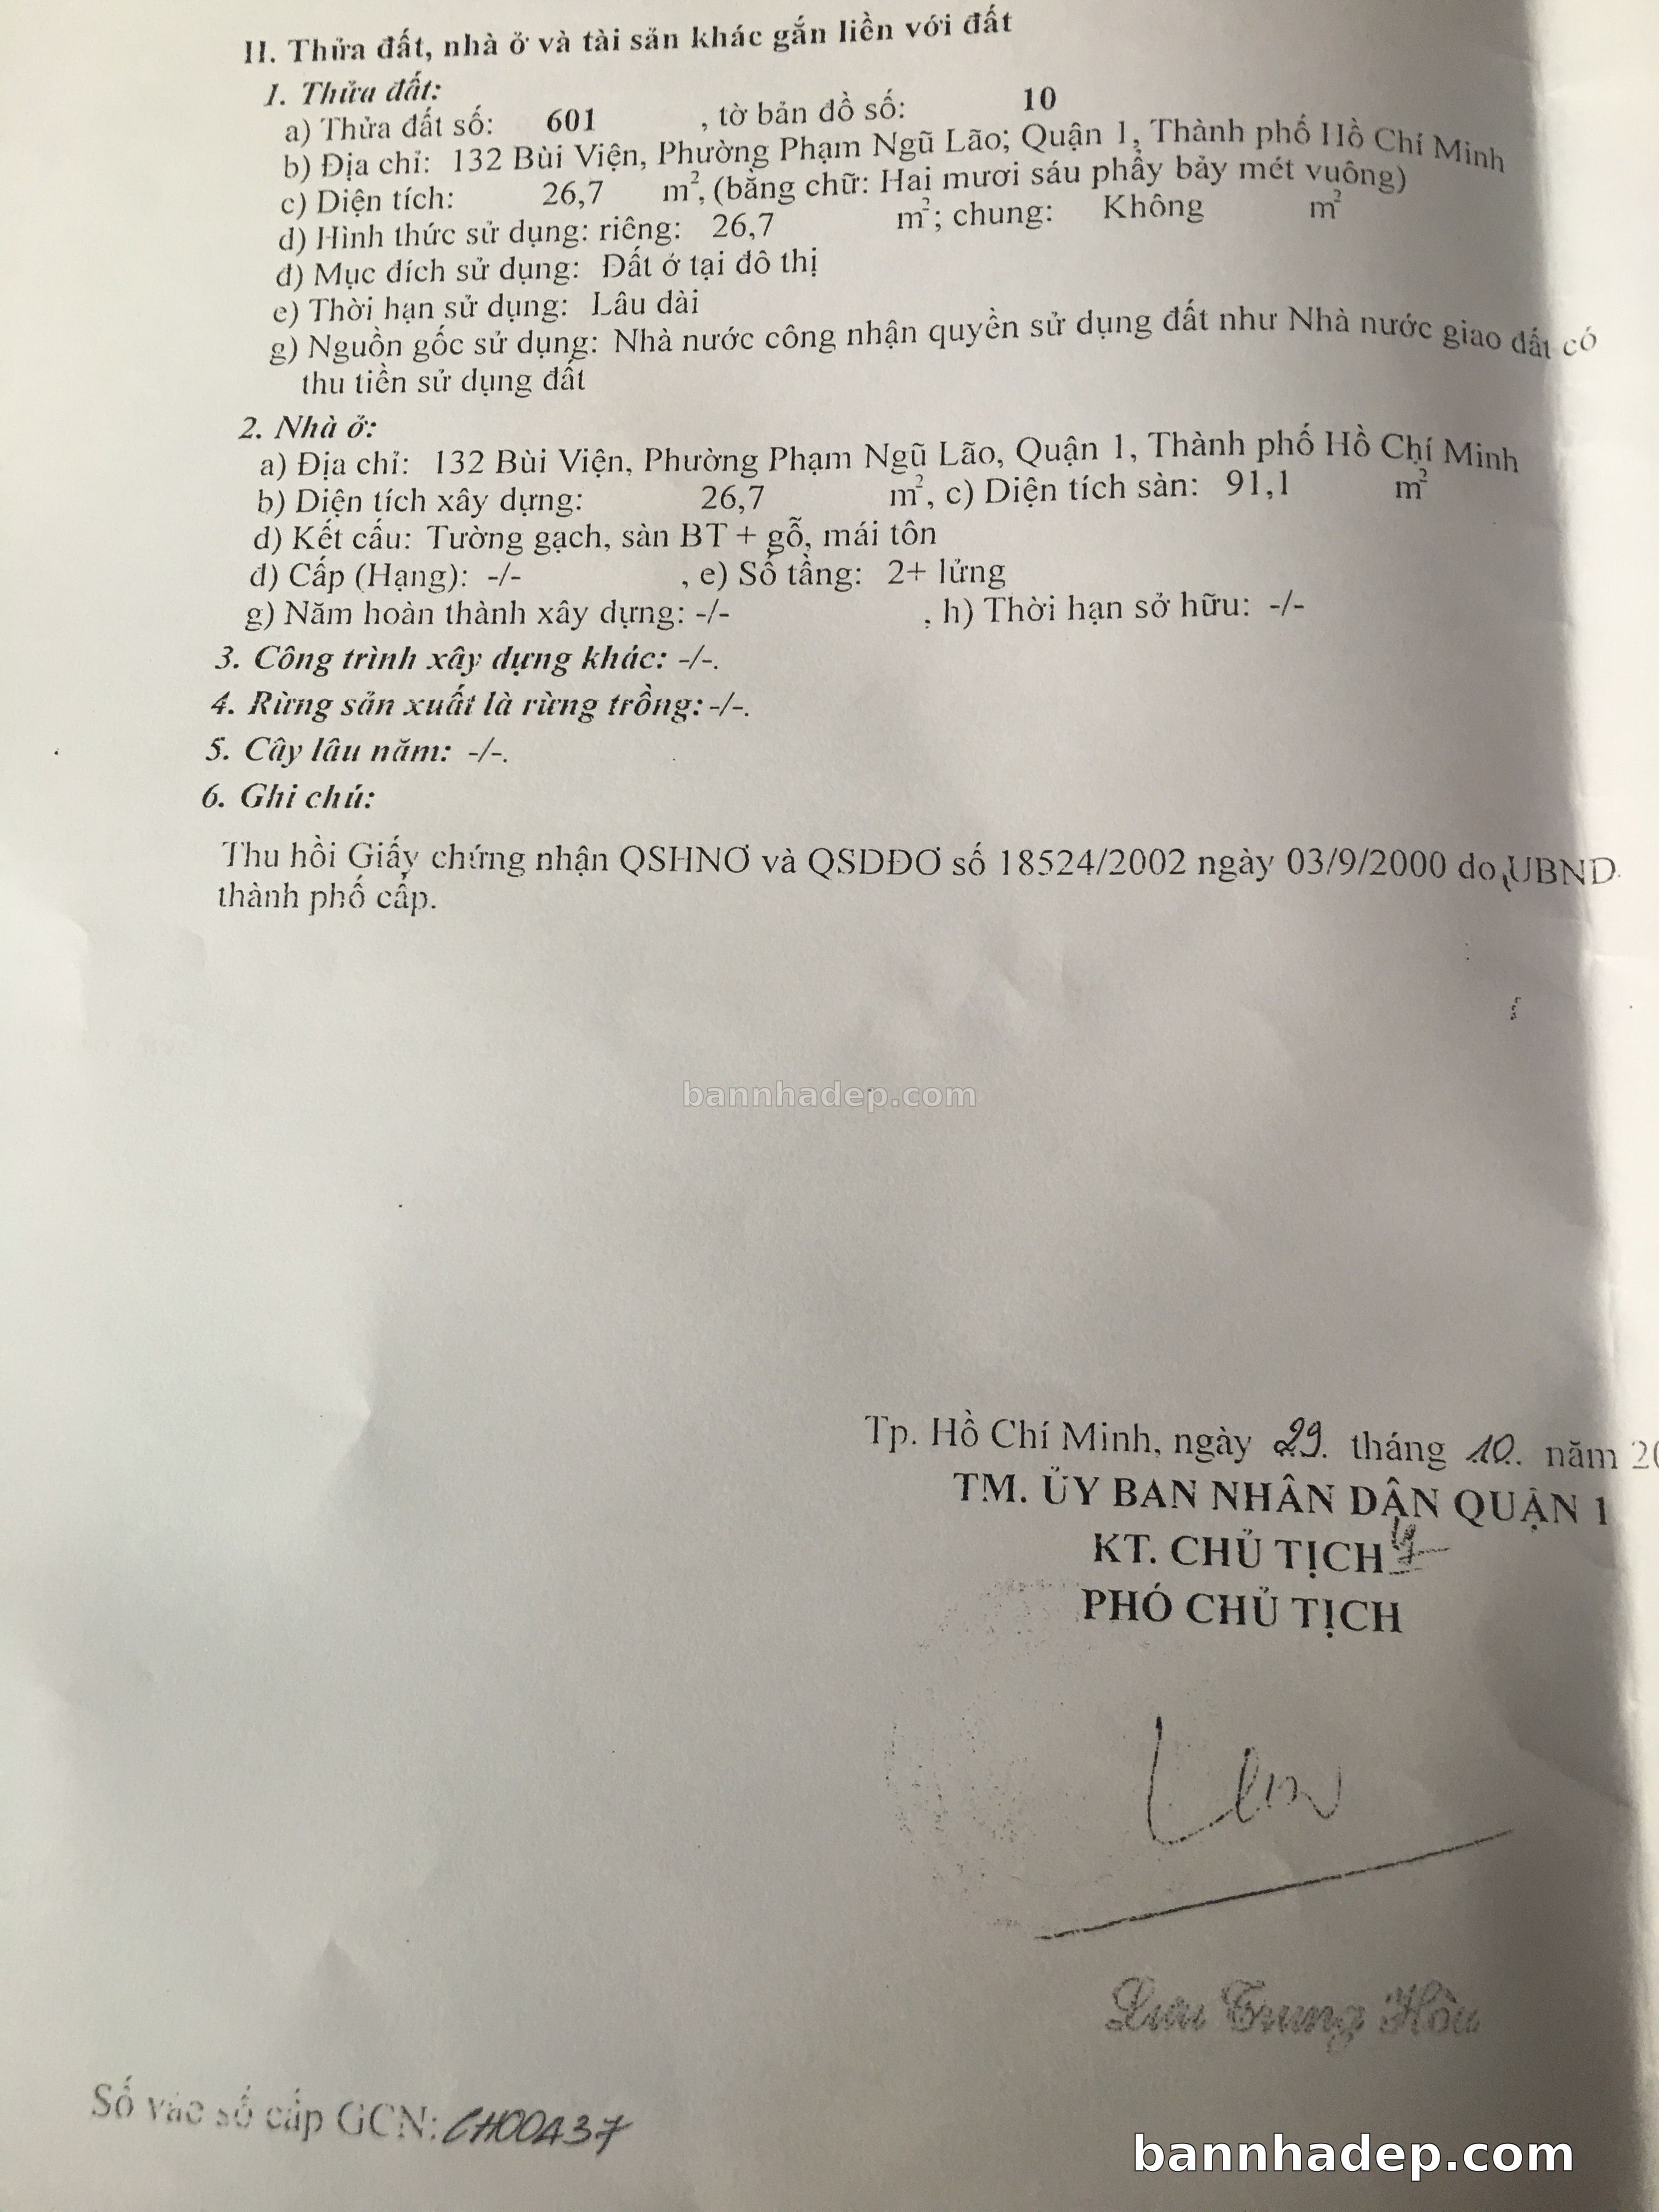 II. Thửa đất, nhà ở và tài sản khác gắn liền với đất
1. Thửa đất:
a) Thửa đất số: 601 , tờ bản đồ số: 10
b) Địa chỉ: 132 Bùi Viện, Phường Phạm Ngũ Lão; Quận 1, Thành phố Hồ Chí Minh
c) Diện tích: 26,7 m², (bằng chữ: Hai mươi sáu phẩy bảy mét vuông)
d) Hình thức sử dụng: riêng: 26,7 m²; chung: Không m²
đ) Mục đích sử dụng: Đất ở tại đô thị
e) Thời hạn sử dụng: Lâu dài
g) Nguồn gốc sử dụng: Nhà nước công nhận quyền sử dụng đất như Nhà nước giao đất có
thu tiền sử dụng đất
2. Nhà ở:
a) Địa chỉ: 132 Bùi Viện, Phường Phạm Ngũ Lão, Quận 1, Thành phố Hồ Chí Minh
b) Diện tích xây dựng: 26,7 m², c) Diện tích sàn: 91,1 m²
d) Kết cấu: Tường gạch, sàn BT + gỗ, mái tôn
đ) Cấp (Hạng): -/- , e) Số tầng: 2+ lửng
g) Năm hoàn thành xây dựng: -/- , h) Thời hạn sở hữu: -/-
3. Công trình xây dựng khác: -/-.
4. Rừng sản xuất là rừng trồng: -/-.
5. Cây lâu năm: -/-.
6. Ghi chú:
Thu hồi Giấy chứng nhận QSHNƠ và QSDĐƠ số 18524/2002 ngày 03/9/2000 do UBND
thành phố cấp.
bannhadep.com
Tp. Hồ Chí Minh, ngày 29. tháng .10. năm 20
TM. ỦY BAN NHÂN DÂN QUẬN 1
KT. CHỦ TỊCH
PHÓ CHỦ TỊCH
Lưu Trung Hòa
Số vào sổ cấp GCN: CH00437
bannhadep.com